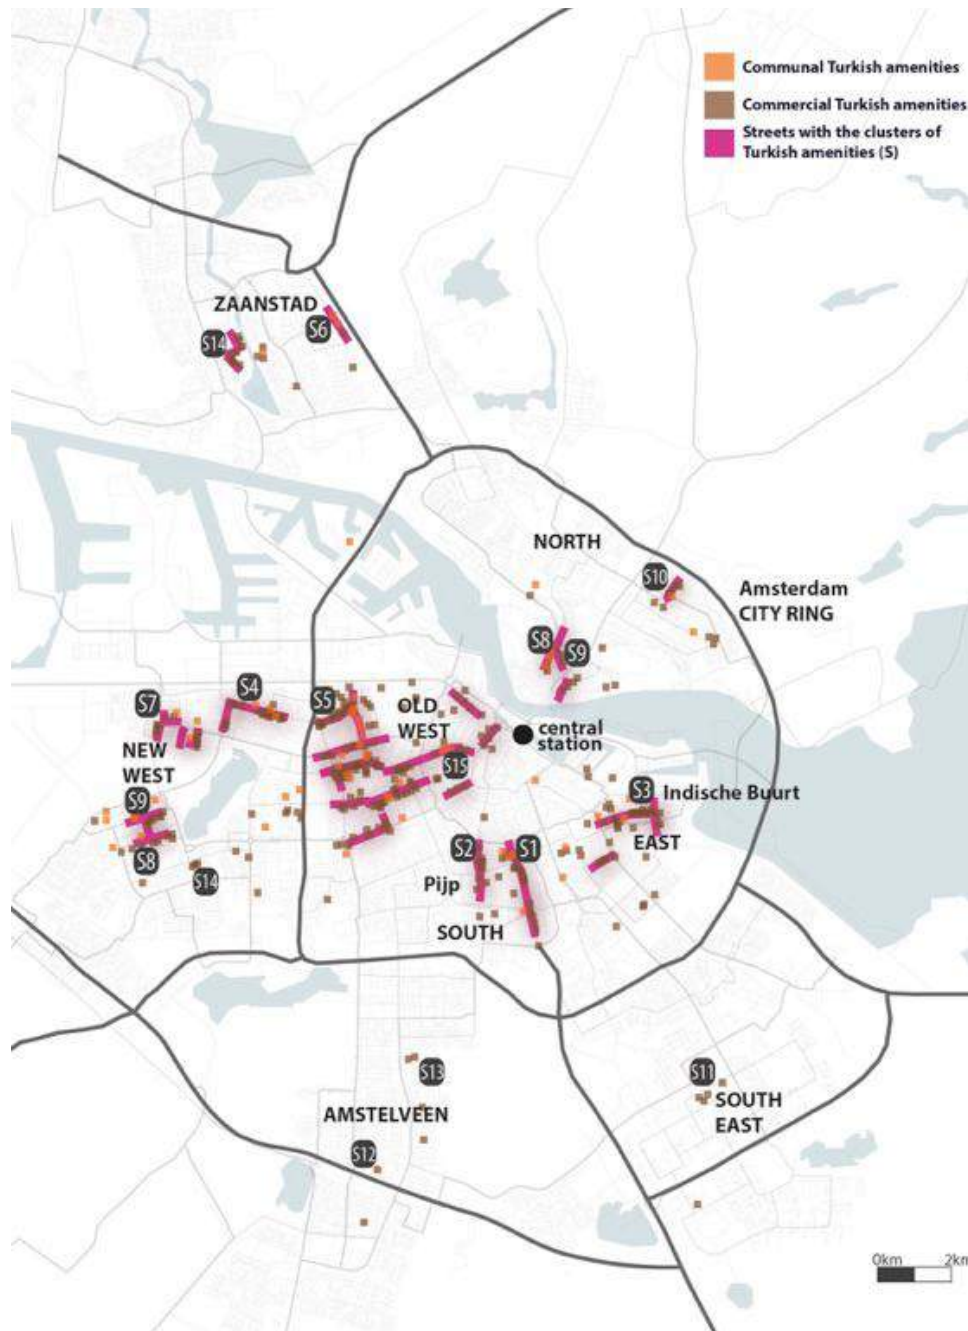 Communal Turkish amenities
Commercial Turkish amenities
Streets with the clusters of
Turkish amenities (S)
ZAANSTAD
S6
S14
NORTH
S10
Amsterdam
CITY RING
S8
S9
S4
S5
S7
OLD
WEST
central
station
NEW
WEST
S15
S3
Indische Buurt
S9
EAST
S2
S1
S8
S14
Pijp
SOUTH
S13
S11
SOUTH
EAST
AMSTELVEEN
S12
0km
2km